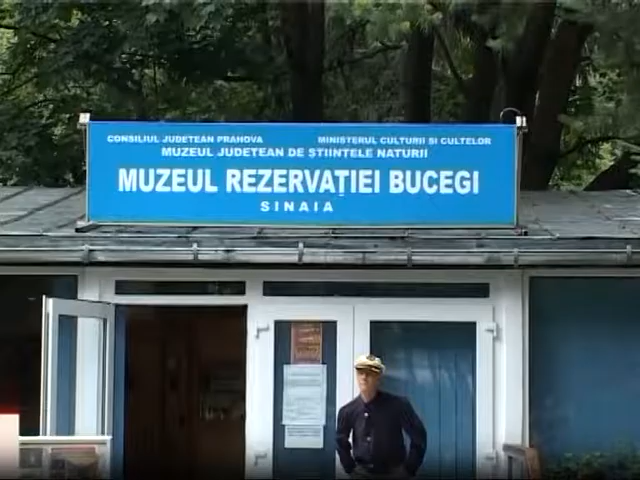 CONSILIUL JUDEȚEAN PRAHOVA MINISTERUL CULTURII ȘI CULTELOR
MUZEUL JUDEȚEAN DE ȘTIINȚELE NATURII
MUZEUL REZERVAȚIEI BUCEGI
SINAIA